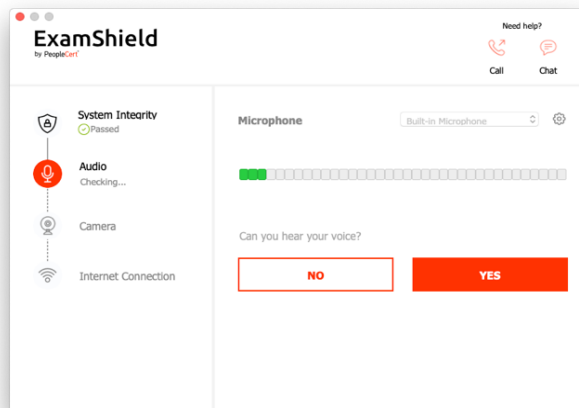 Need help?
ExamShield
by PeopleCert
Call
Chat
System Integrity
Passed
Audio
Checking...
Camera
Internet Connection
Microphone
Built-in Microphone
Can you hear your voice?
NO
YES